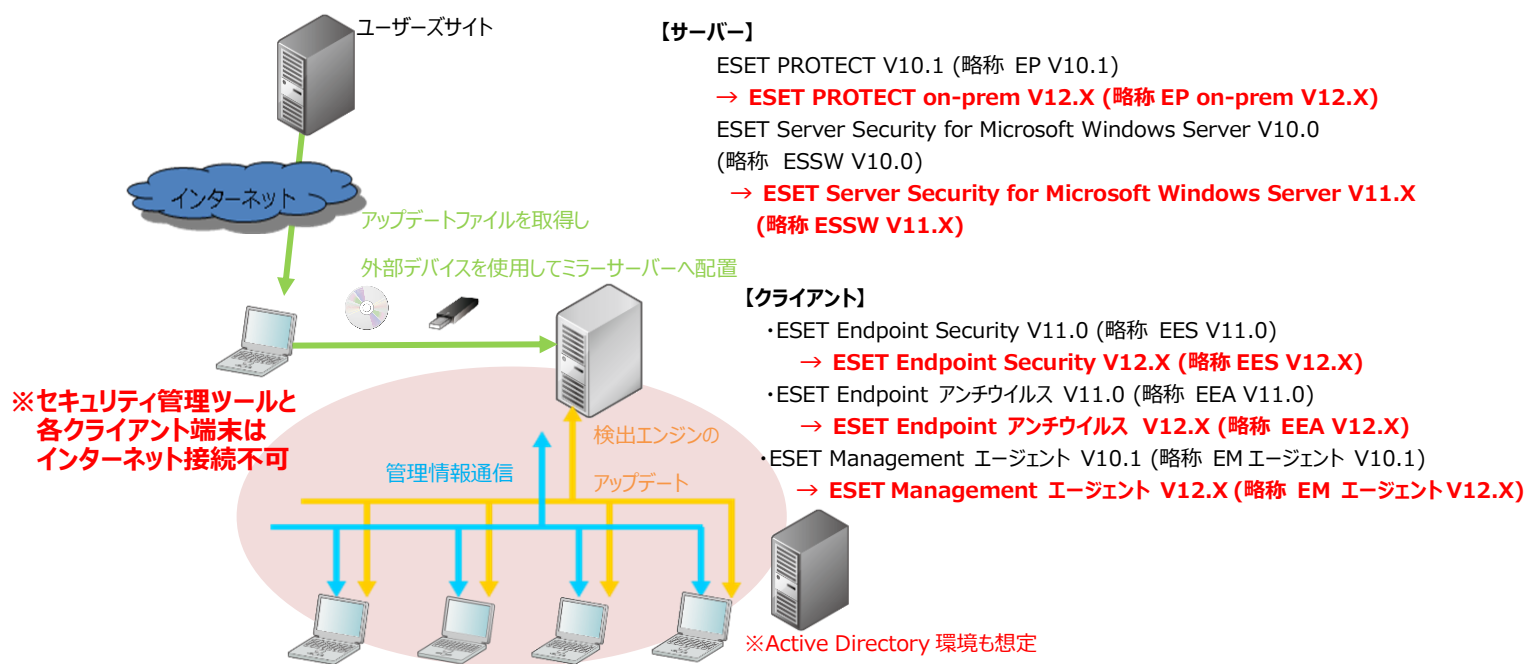 ユーザーズサイト
インターネット
アップデートファイルを取得し
外部デバイスを使用してミラーサーバーへ配置
※セキュリティ管理ツールと
各クライアント端末は
インターネット接続不可
検出エンジンの
アップデート
管理情報通信
※Active Directory 環境も想定
【サーバー】
ESET PROTECT V10.1 (略称 EP V10.1)
→ ESET PROTECT on-prem V12.X (略称 EP on-prem V12.X)
ESET Server Security for Microsoft Windows Server V10.0
(略称 ESSW V10.0)
→ ESET Server Security for Microsoft Windows Server V11.X
(略称 ESSW V11.X)
【クライアント】
・ESET Endpoint Security V11.0 (略称 EES V11.0)
→ ESET Endpoint Security V12.X (略称 EES V12.X)
・ESET Endpoint アンチウイルス V11.0 (略称 EEA V11.0)
→ ESET Endpoint アンチウイルス V12.X (略称 EEA V12.X)
・ESET Management エージェント V10.1 (略称 EM エージェント V10.1)
→ ESET Management エージェント V12.X (略称 EM エージェント V12.X)